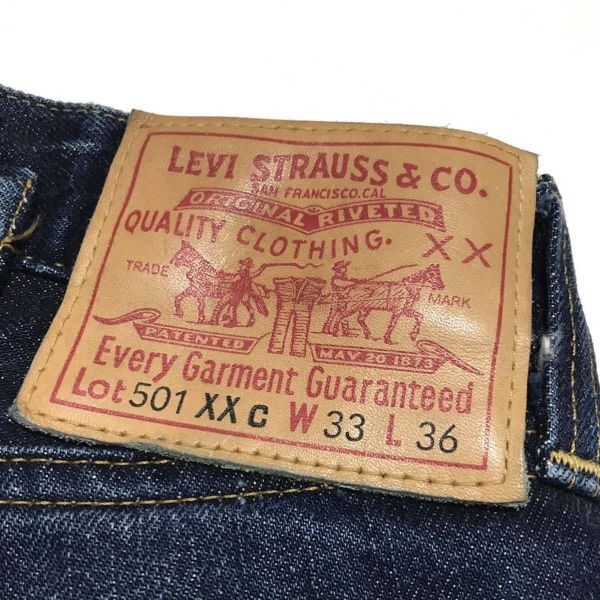 LEVI STRAUSS & CO.
SAN FRANCISCO.CAL
ORIGINAL RIVETED
QUALITY CLOTHING. XX
TRADE MARK
PATENTED MAY 20 1873
Every Garment Guaranteed
Lot 501 XX C W 33 L 36